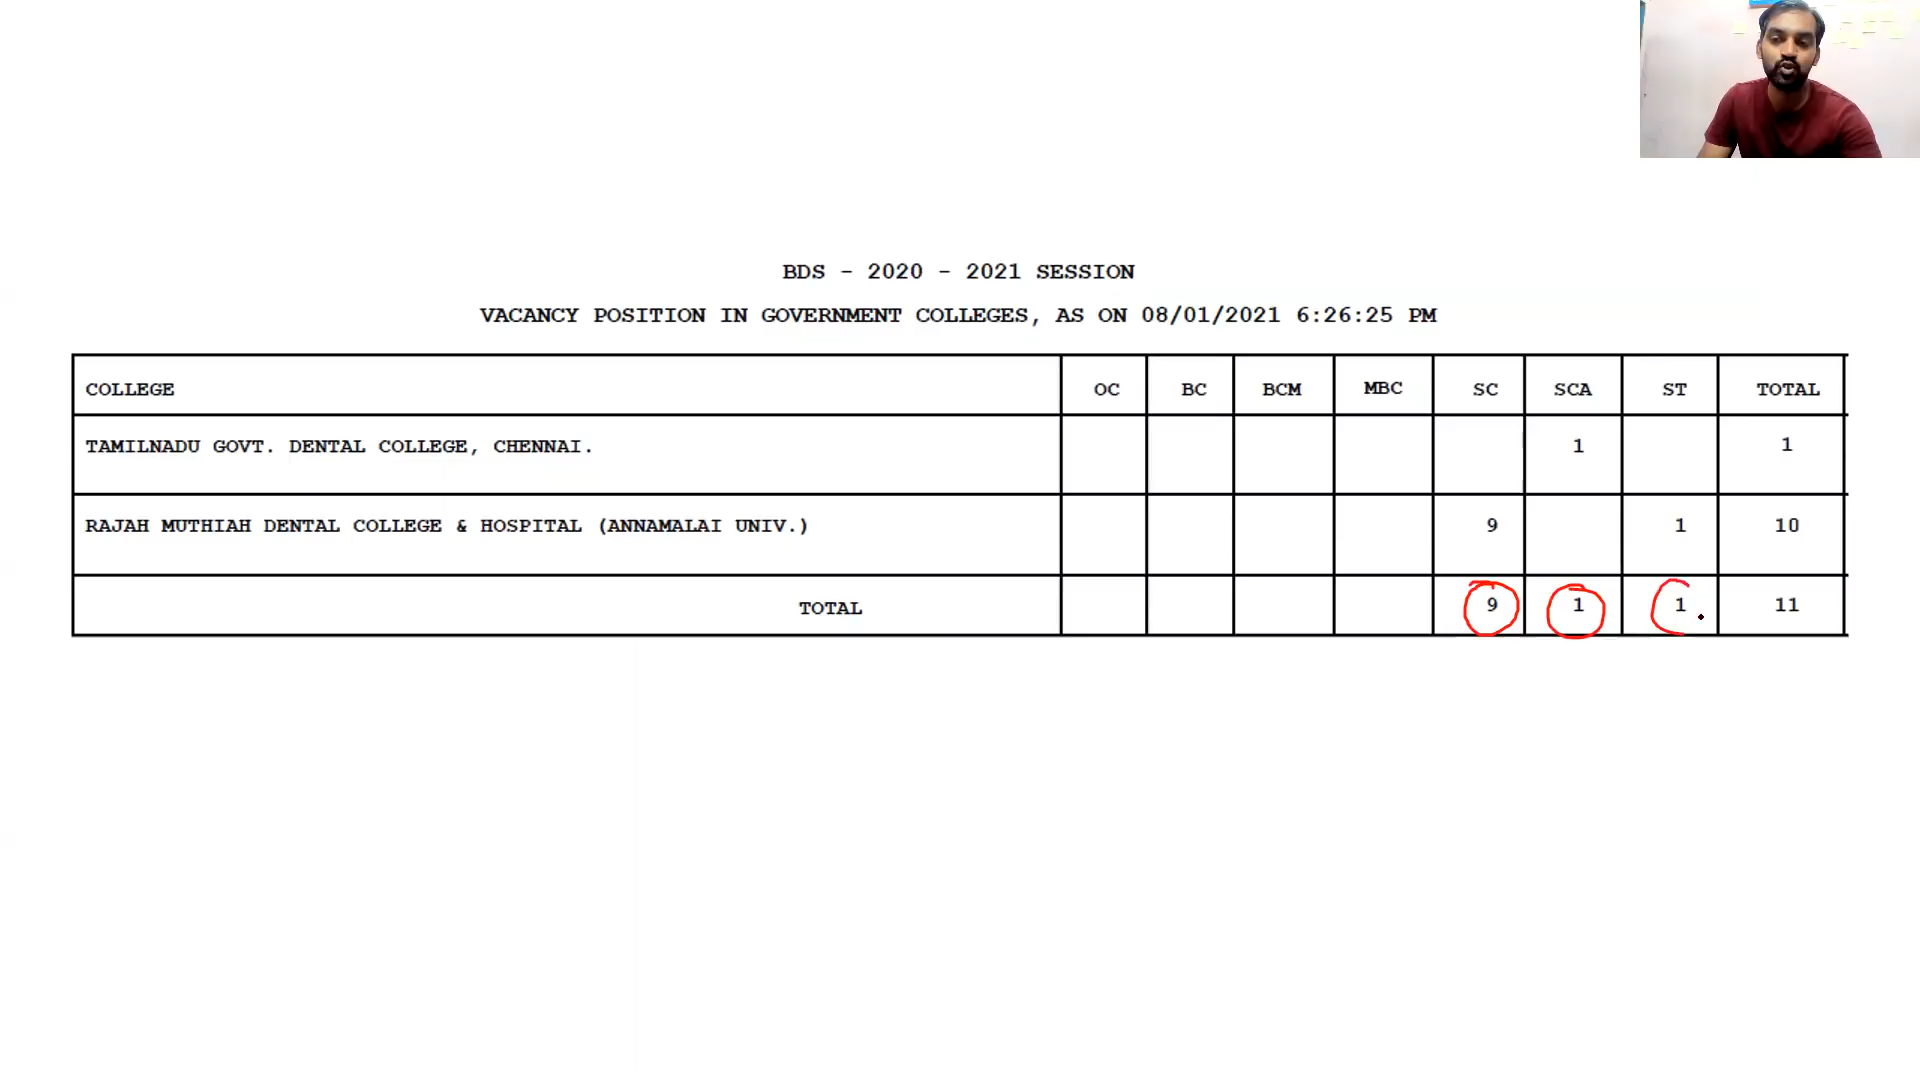 BDS - 2020 - 2021 SESSION
VACANCY POSITION IN GOVERNMENT COLLEGES, AS ON 08/01/2021 6:26:25 PM
COLLEGE OC BC BCM MBC SC SCA ST TOTAL
TAMILNADU GOVT. DENTAL COLLEGE, CHENNAI. 1 1
RAJAH MUTHIAH DENTAL COLLEGE & HOSPITAL (ANNAMALAI UNIV.) 9 1 10
TOTAL 9 1 1 11